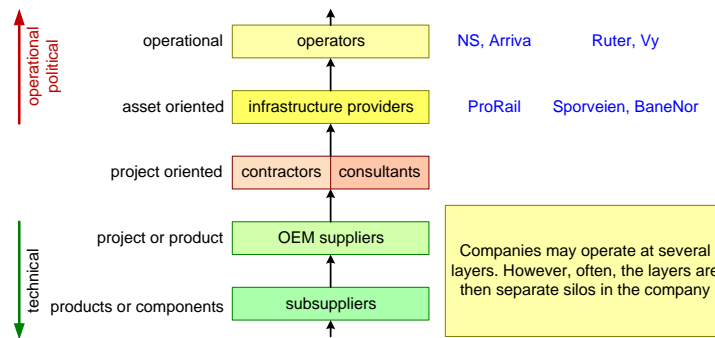 operational
political
operational
operators
NS, Arriva
Ruter, Vy
asset oriented
infrastructure providers
ProRail
Sporveien, BaneNor
project oriented
contractors
consultants
project or product
OEM suppliers
technical
products or components
subsuppliers
Companies may operate at several
layers. However, often, the layers are
then separate silos in the company